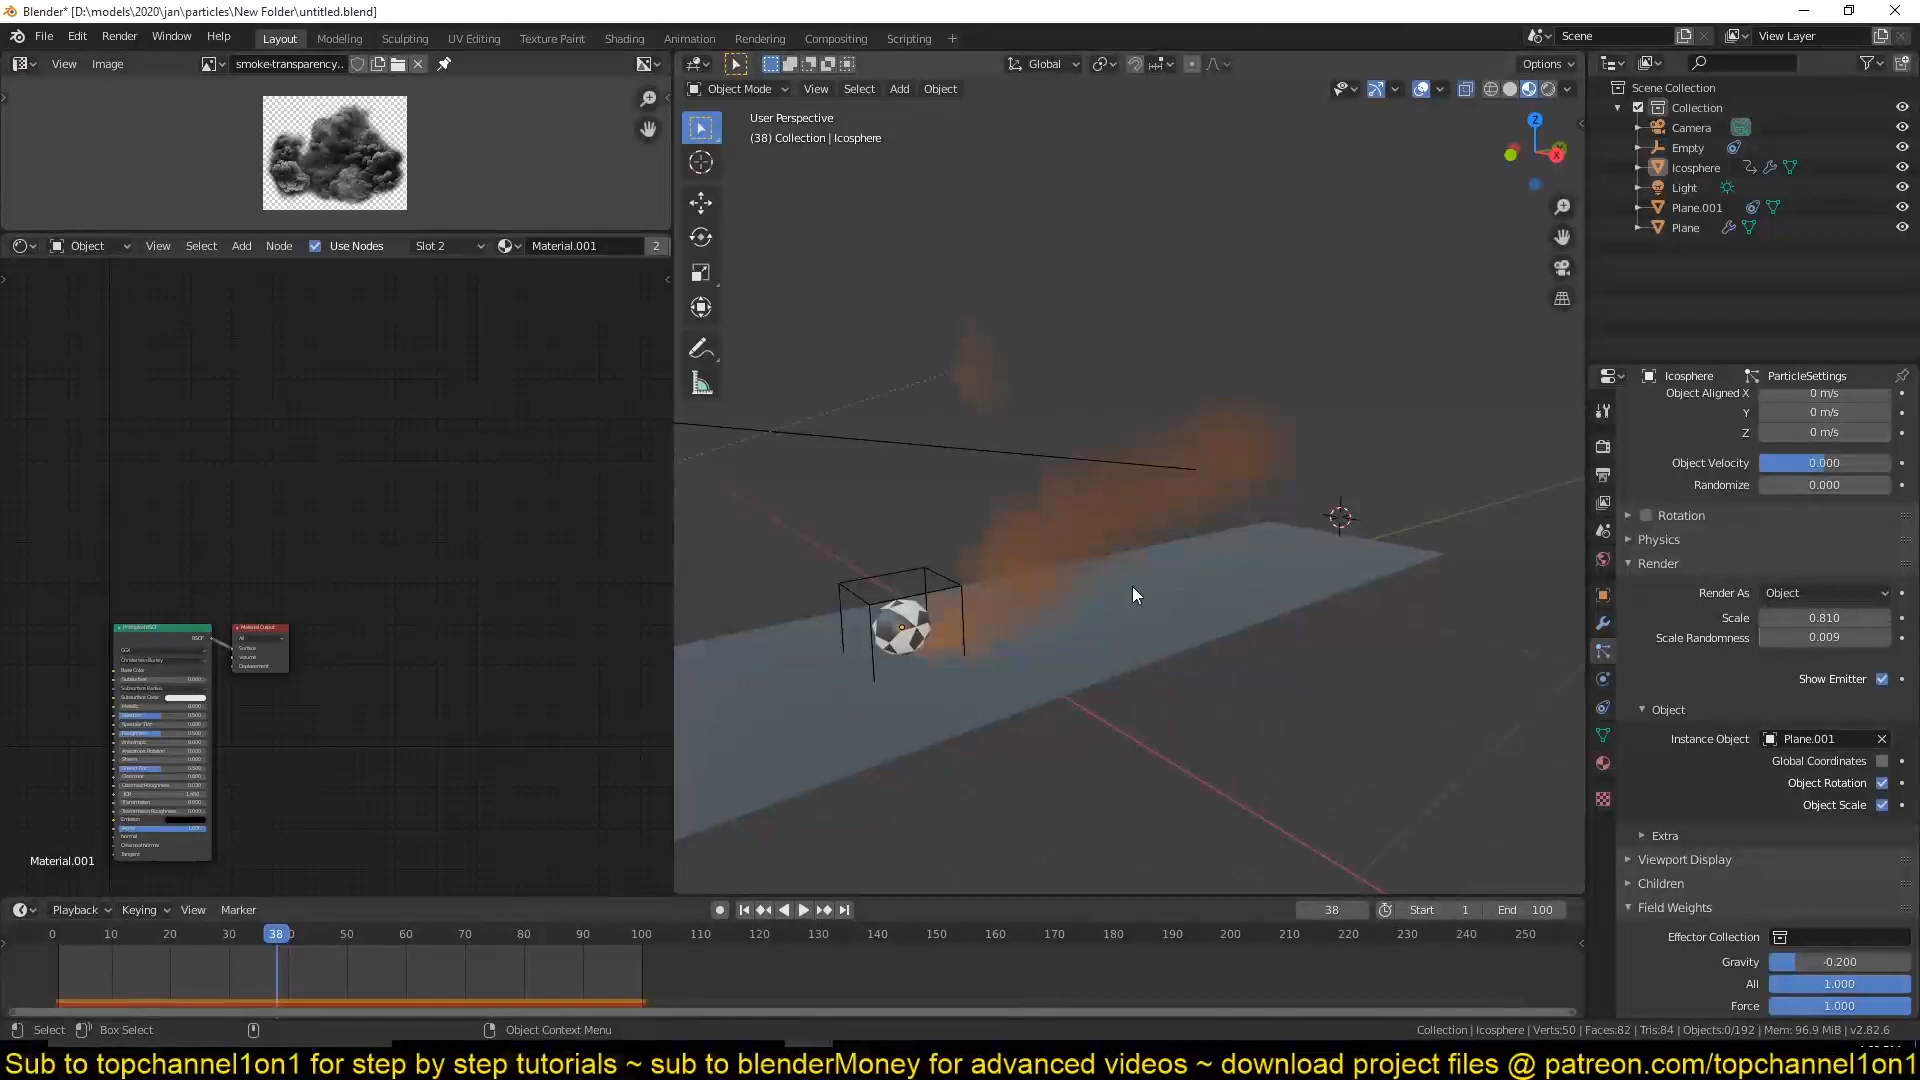 Blender* [D:\models\2020\jan\particles\New Folder\untitled.blend]
File Edit Render Window Help Layout Modeling Sculpting UV Editing Texture Paint Shading Animation Rendering Compositing Scripting + Scene View Layer
View Image smoke-transparency.. Global Options
Object Mode View Select Add Object
User Perspective
(38) Collection | Icosphere
Scene Collection
Collection
Camera
Empty
Icosphere
Light
Plane.001
Plane
Object View Select Add Node Use Nodes Slot 2 Material.001 2
Material.001
Z
X
Icosphere ParticleSettings
Object Aligned X 0 m/s
Y 0 m/s
Z 0 m/s
Object Velocity 0.000
Randomize 0.000
Rotation
Physics
Render
Render As Object
Scale 0.810
Scale Randomness 0.009
Show Emitter
Object
Instance Object Plane.001
Global Coordinates
Object Rotation
Object Scale
Extra
Viewport Display
Children
Field Weights
Effector Collection
Gravity -0.200
All 1.000
Force 1.000
Playback Keying View Marker 38 Start 1 End 100
0 10 20 30 38 50 60 70 80 90 100 110 120 130 140 150 160 170 180 190 200 210 220 230 240 250
Select Box Select Object Context Menu Collection | Icosphere | Verts:50 | Faces:82 | Tris:84 | Objects:0/192 | Mem: 96.9 MiB | v2.82.6
Sub to topchannel1on1 for step by step tutorials ~ sub to blenderMoney for advanced videos ~ download project files @ patreon.com/topchannel1on1